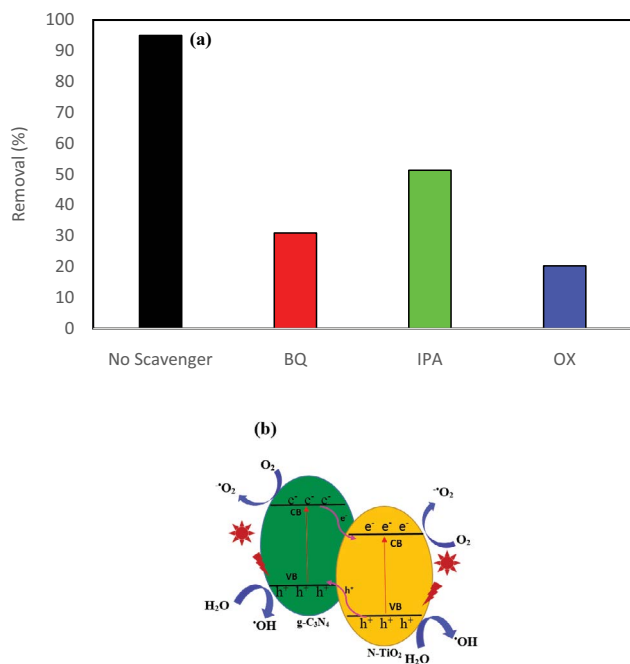 (a)
Removal (%)
100
90
80
70
60
50
40
30
20
10
0
No Scavenger BQ IPA OX
(b)
O₂
⁻•O₂
e⁻ e⁻ e⁻
CB
e⁻
⁻•O₂
e⁻ e⁻ e⁻
CB
O₂
VB
h⁺ h⁺ h⁺
h⁺
H₂O
•OH
g-C₃N₄
VB
h⁺ h⁺ h⁺
N-TiO₂
H₂O
•OH